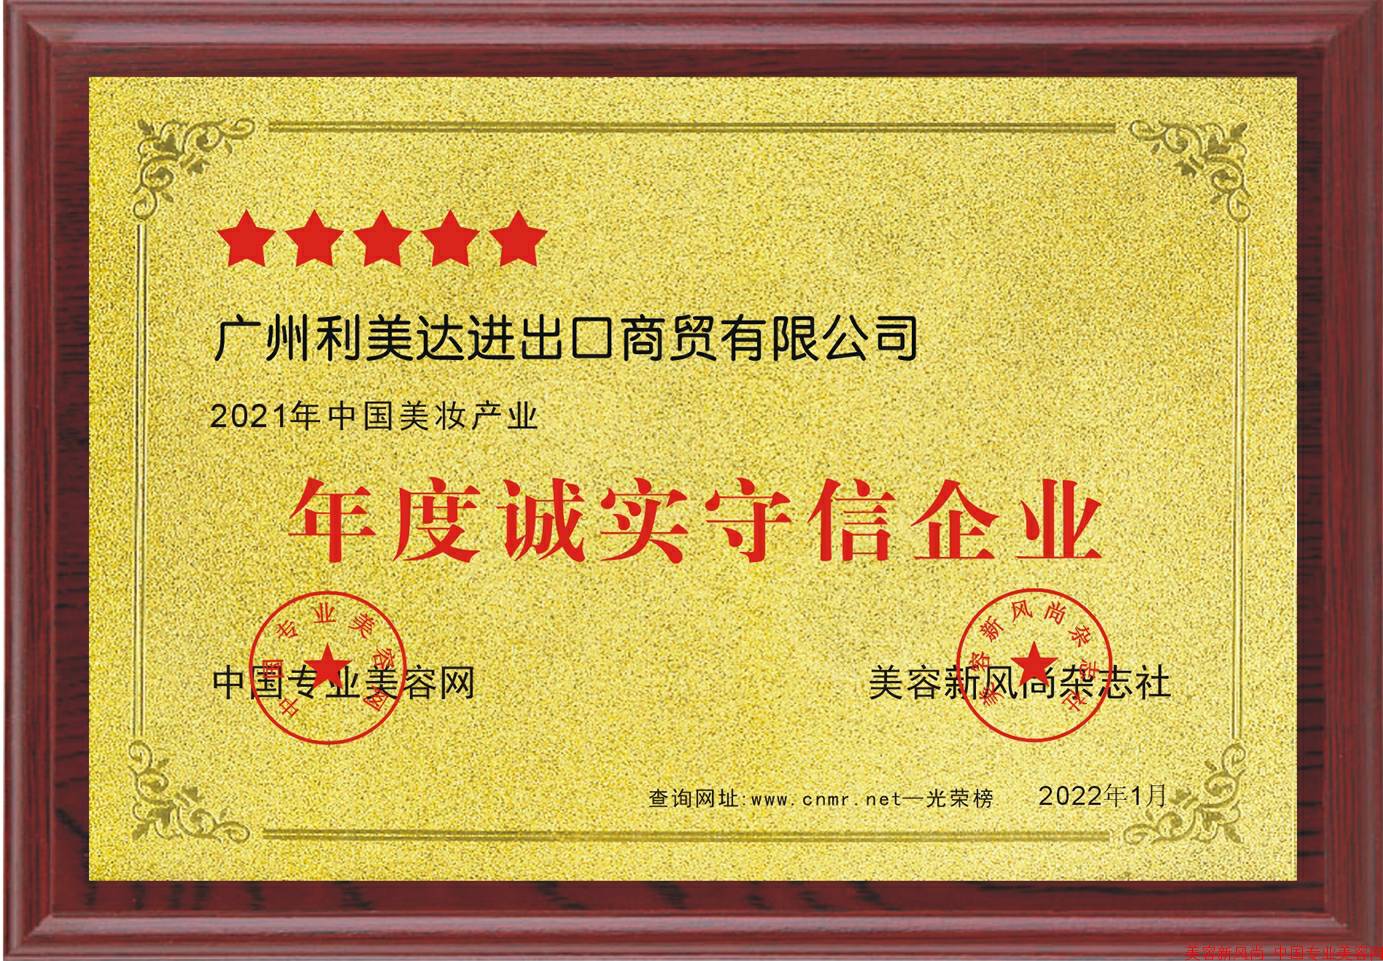 广州利美达进出口商贸有限公司
2021年中国美妆产业
年度诚实守信企业
中国专业美容网
中国专业美容网
美容新风尚杂志社
美容新风尚杂志社
查询网址:www.cnmr.net—光荣榜
2022年1月
美容新风尚 中国专业美容网